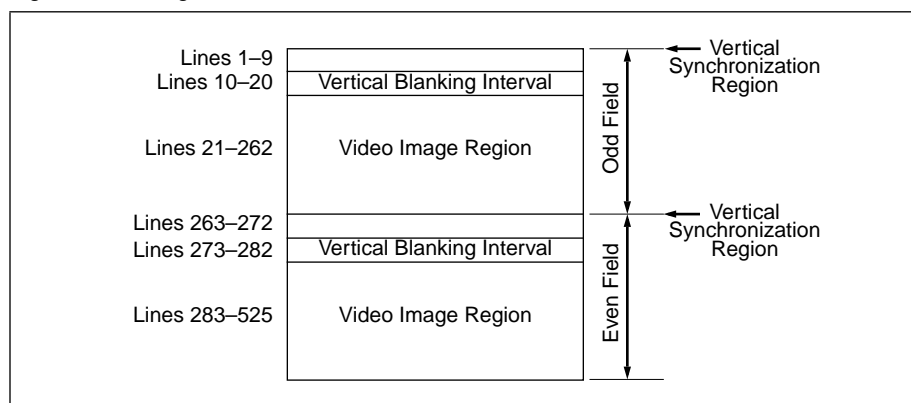 Lines 1–9
Vertical
Synchronization
Region
Lines 10–20
Vertical Blanking Interval
Odd Field
Lines 21–262
Video Image Region
Lines 263–272
Vertical
Synchronization
Region
Lines 273–282
Vertical Blanking Interval
Even Field
Lines 283–525
Video Image Region